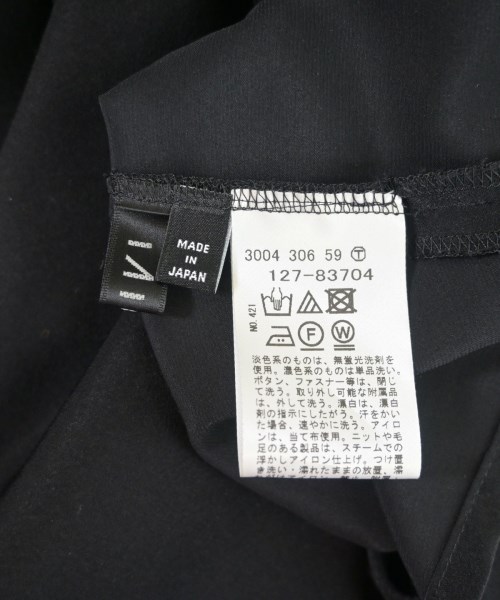 MADE
IN
JAPAN
3004 306 59 Ⓣ
127-83704
NO. 421
F
W
淡色系のものは、無蛍光洗剤を
使用。濃色系のものは単品洗い。
ボタン、ファスナー等は、閉じ
て洗う。取り外し可能な附属品
は、外して洗う。漂白は、漂白
剤の指示にしたがう。汗をかい
た場合、速やかに洗う。アイロ
ンは、当て布使用。ニットや毛
足のある製品は、スチームでの
浮かしアイロン仕上げ。つけ置
き洗い・濡れたままの放置、濡